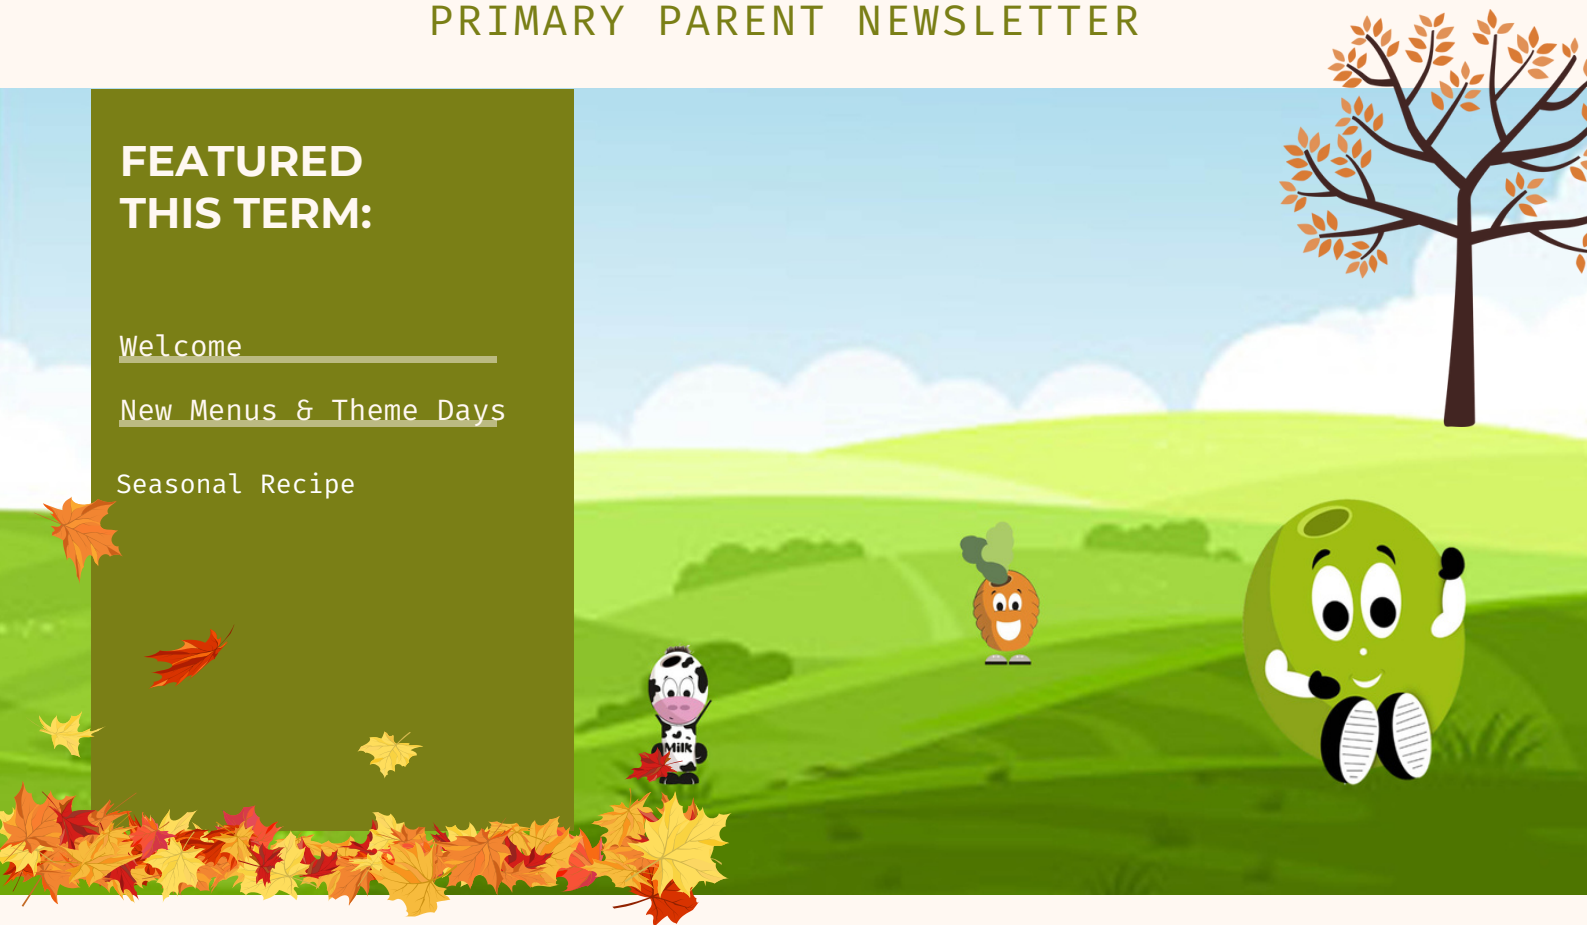 PRIMARY PARENT NEWSLETTER
FEATURED
THIS TERM:
Welcome
New Menus & Theme Days
Seasonal Recipe
Milk